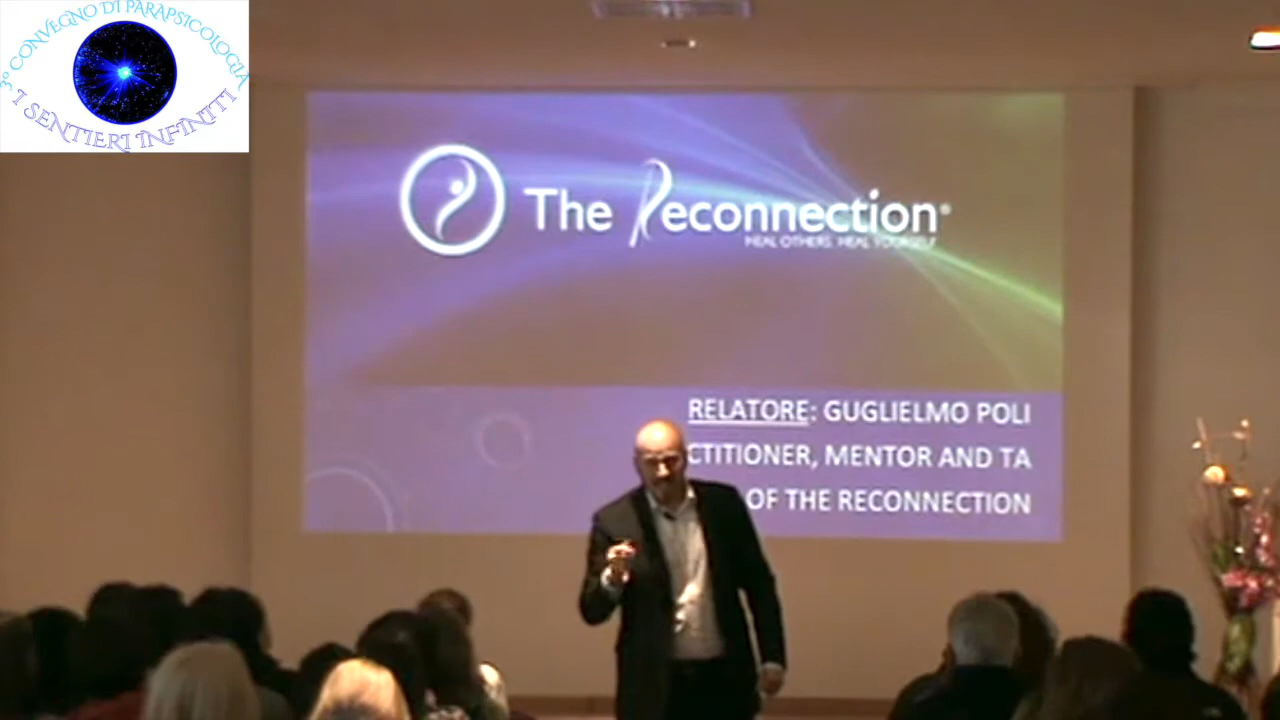 3° CONVEGNO DI PARAPSICOLOGIA
I SENTIERI INFINITI
The Reconnection®
HEAL OTHERS, HEAL YOURSELF
RELATORE: GUGLIELMO POLI
CTITIONER, MENTOR AND TA
OF THE RECONNECTION